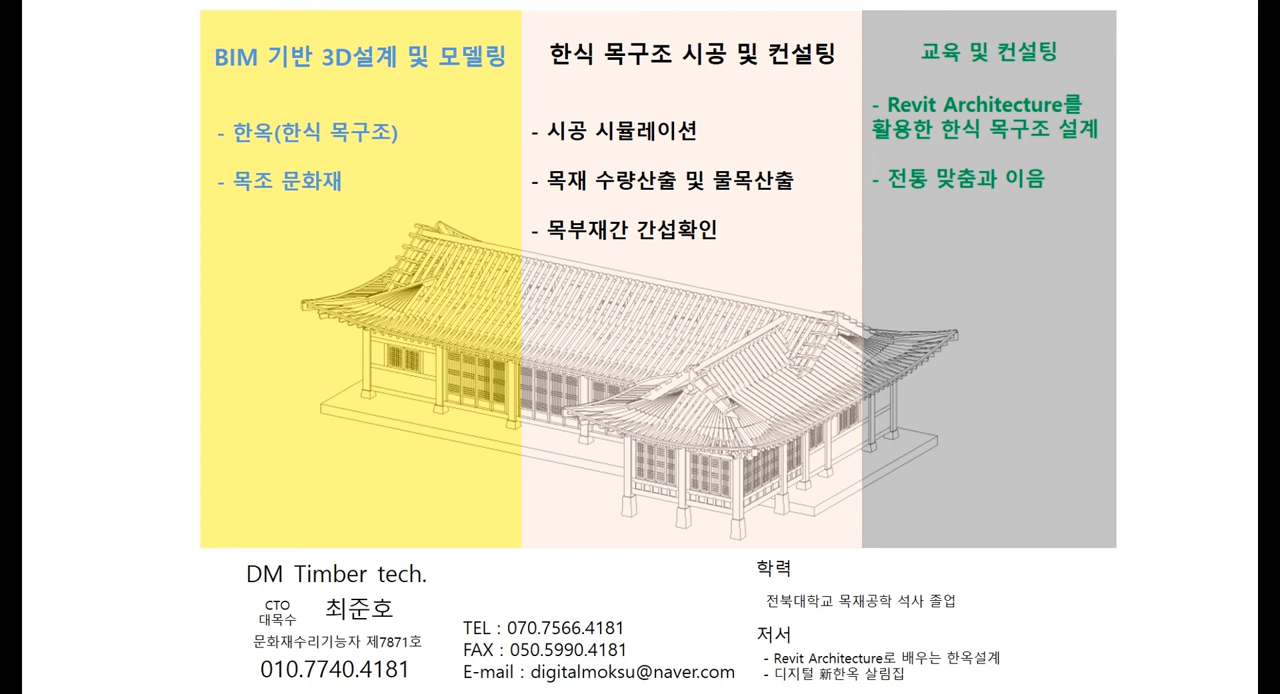 BIM 기반 3D설계 및 모델링
- 한옥(한식 목구조)
- 목조 문화재
한식 목구조 시공 및 컨설팅
- 시공 시뮬레이션
- 목재 수량산출 및 물목산출
- 목부재간 간섭확인
교육 및 컨설팅
- Revit Architecture를
활용한 한식 목구조 설계
- 전통 맞춤과 이음
DM Timber tech.
CTO
대목수
최준호
문화재수리기능자 제7871호
010.7740.4181
TEL : 070.7566.4181
FAX : 050.5990.4181
E-mail : digitalmoksu@naver.com
학력
전북대학교 목재공학 석사 졸업
저서
- Revit Architecture로 배우는 한옥설계
- 디지털 新한옥 살림집